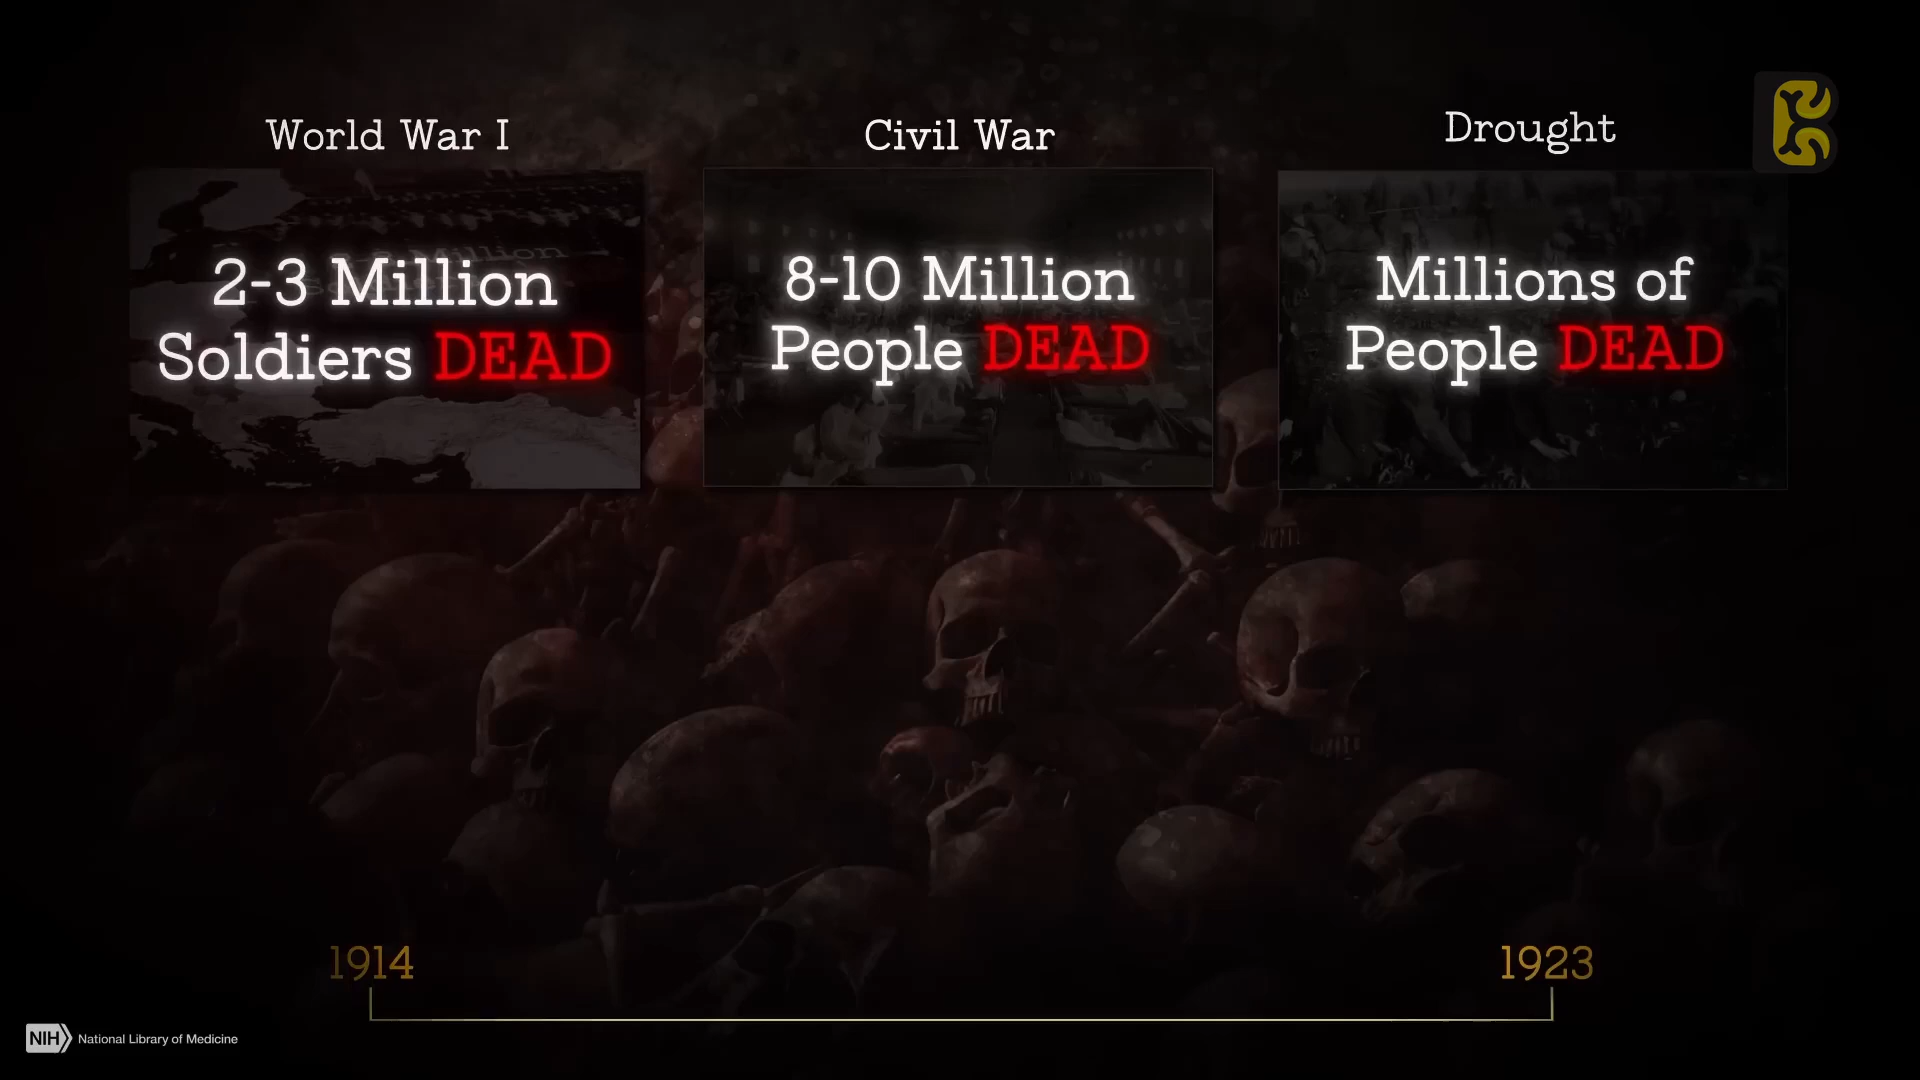 World War I
2-3 Million
Soldiers DEAD
Civil War
8-10 Million
People DEAD
Drought
Millions of
People DEAD
1914
1923
NIH National Library of Medicine